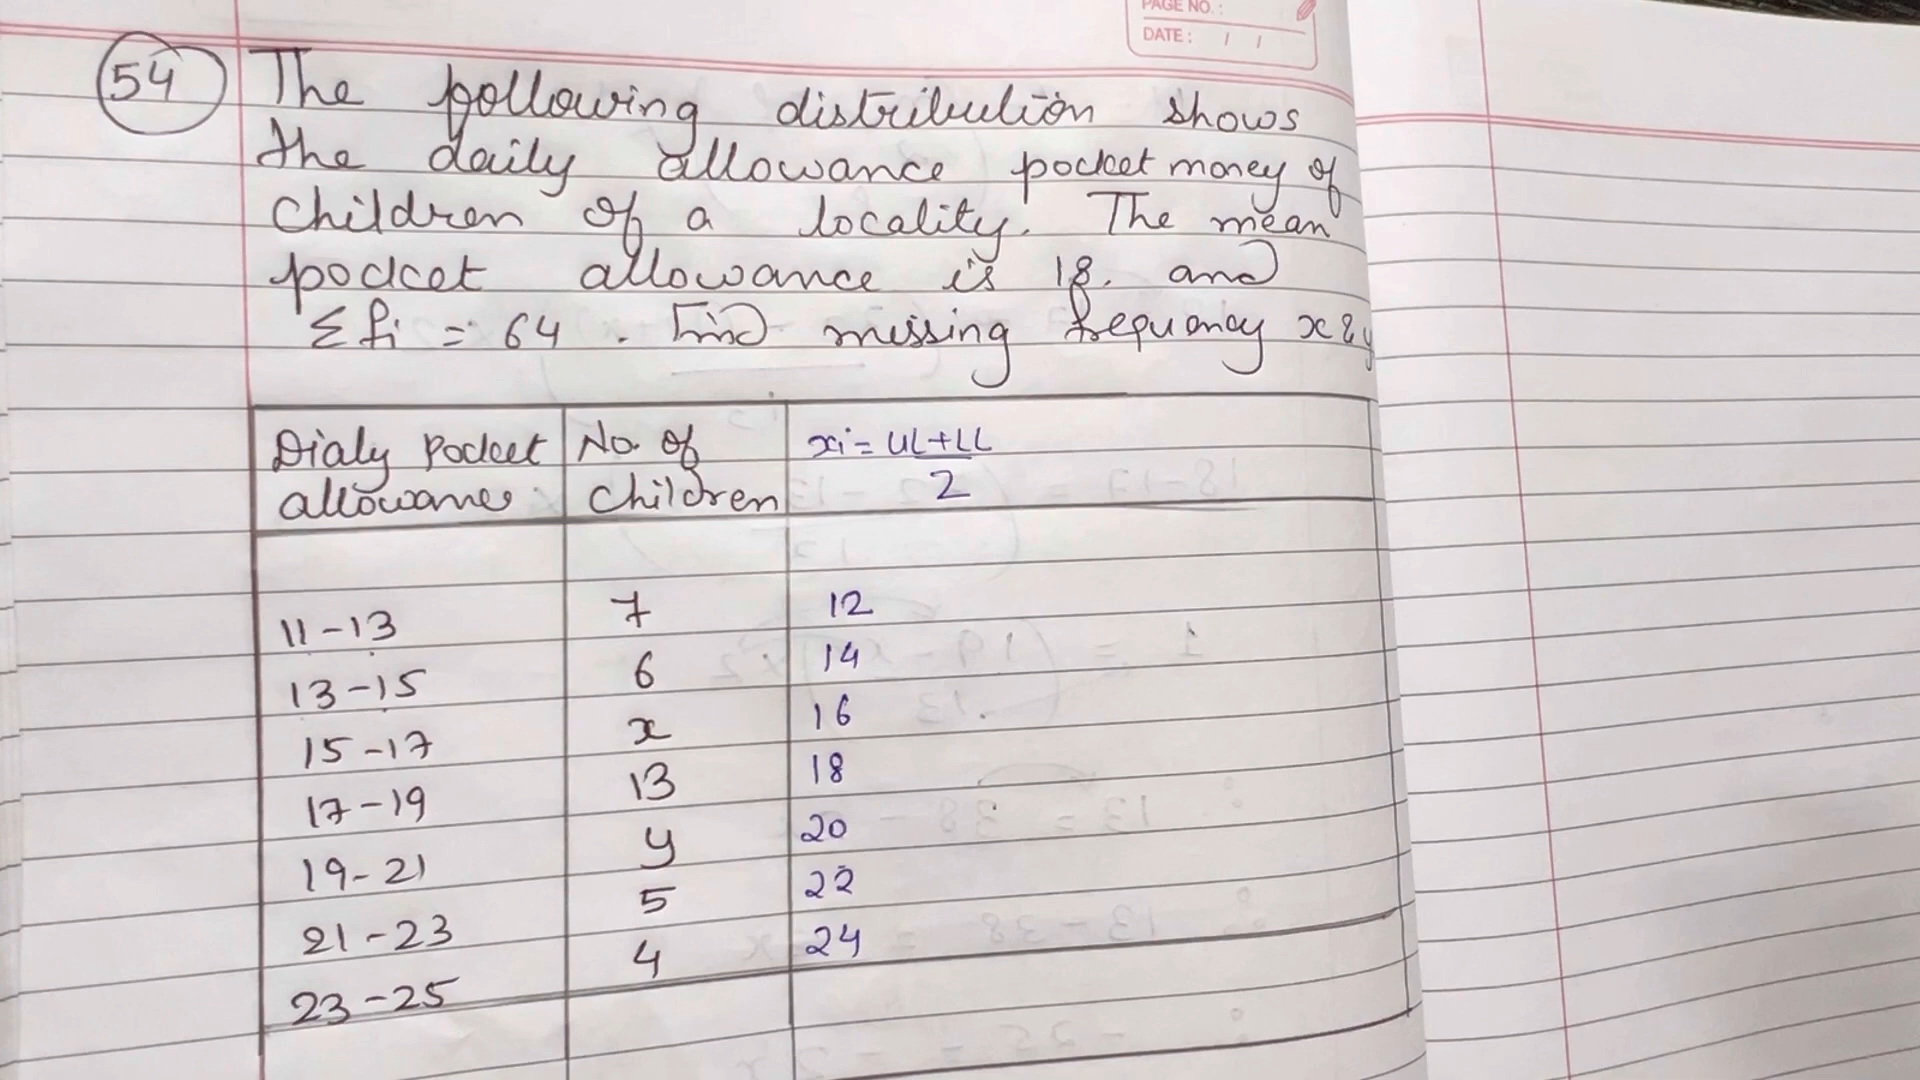 PAGE NO. :
DATE : / /
54 The following distribution shows
the daily allowance pocket money of
children of a locality. The mean
pocket allowance is 18. and
Σfi = 64 . Find missing frequency x & y
Dialy Pocket No. of xi = UL+LL
allowance children 2
11-13 7 12
13-15 6 14
15-17 x 16
17-19 13 18
19-21 y 20
21-23 5 22
23-25 4 24